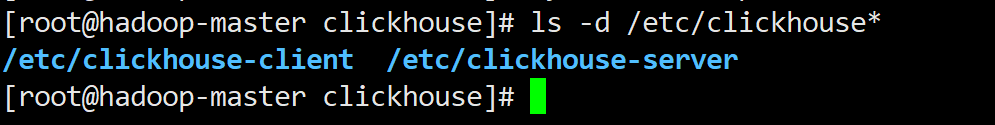 [root@hadoop-master clickhouse]# ls -d /etc/clickhouse*
/etc/clickhouse-client  /etc/clickhouse-server
[root@hadoop-master clickhouse]#